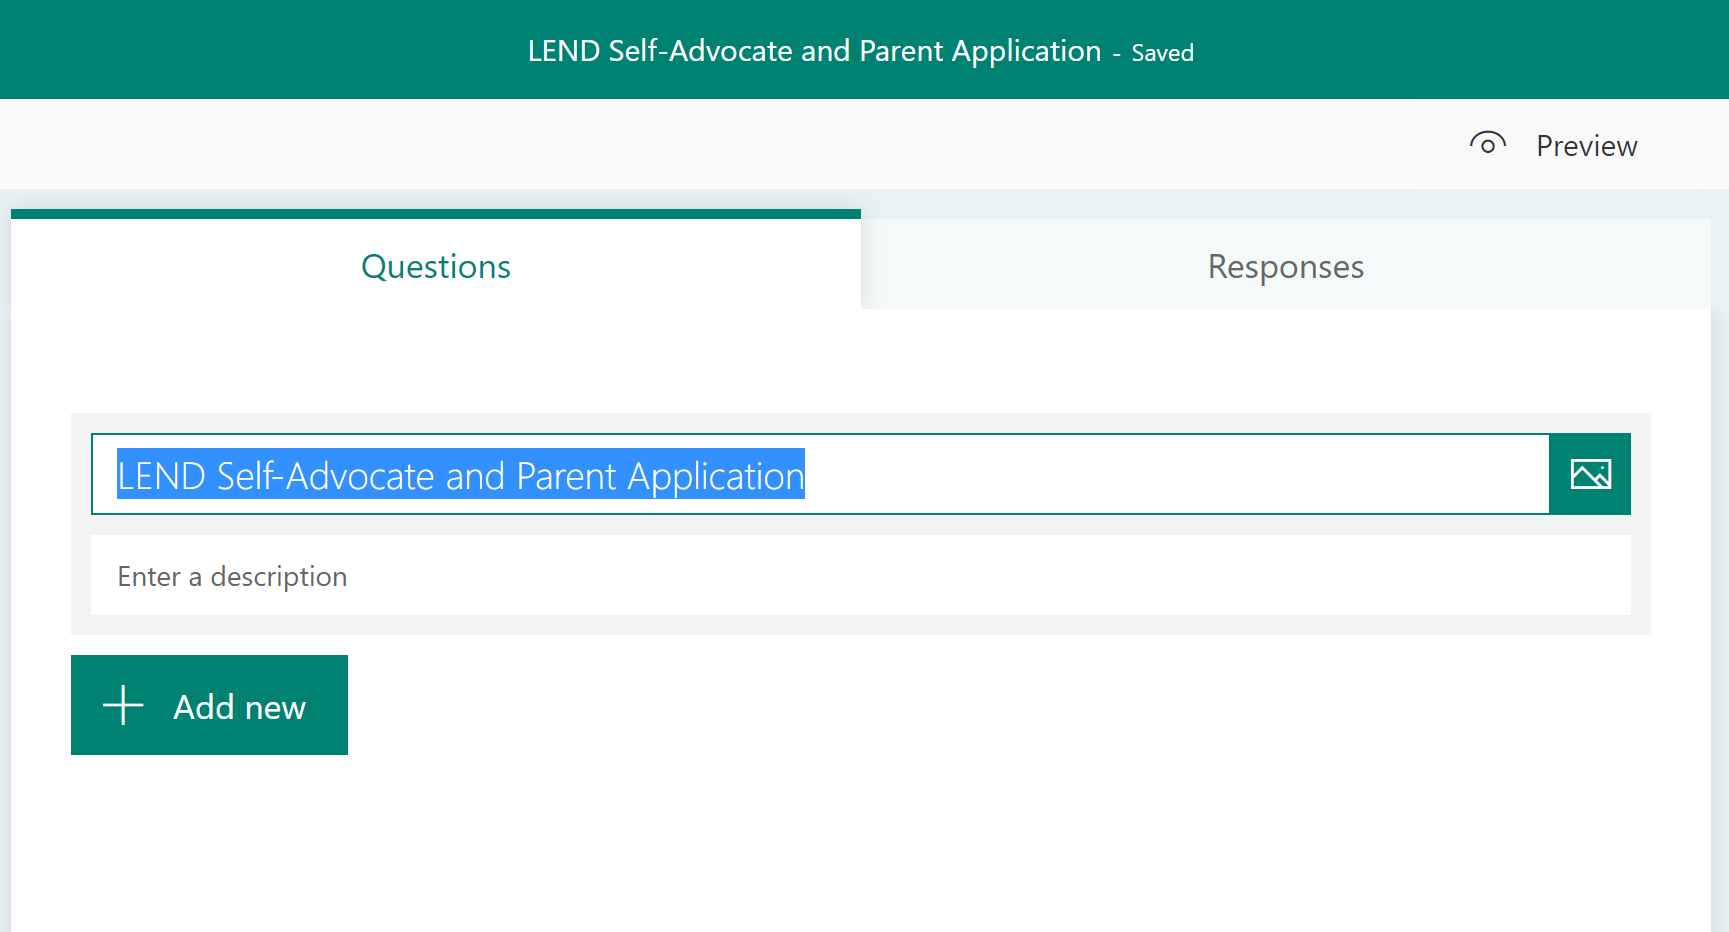 LEND Self-Advocate and Parent Application - Saved
Preview
Questions
Responses
LEND Self-Advocate and Parent Application
Enter a description
Add new